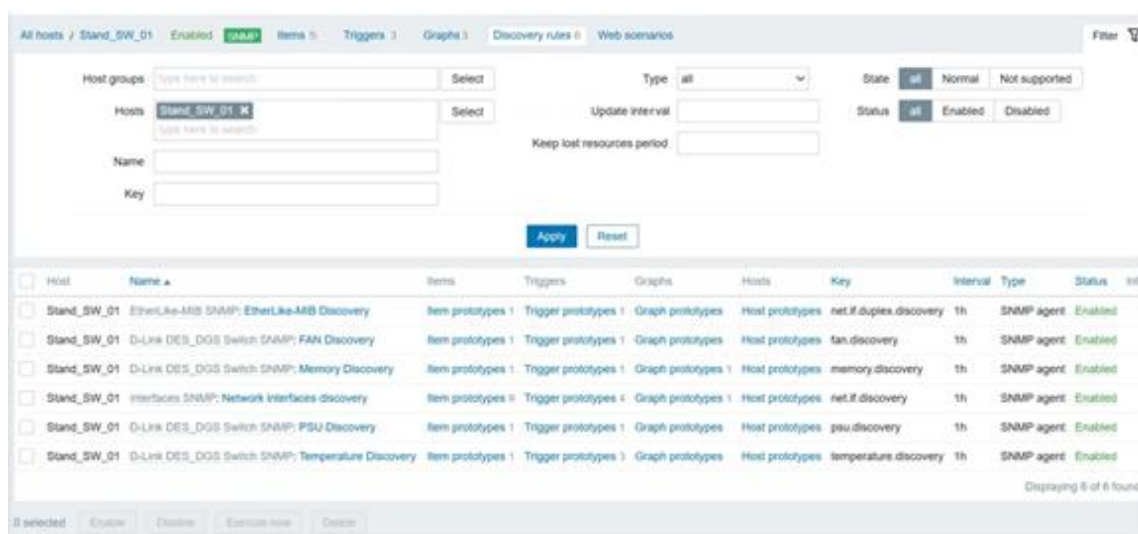 All hosts / Stand_SW_01 Enabled SNMP Items 5 Triggers 3 Graphs 3 Discovery rules 6 Web scenarios Filter
Host groups type here to search Select Type all State all Normal Not supported
Hosts Stand_SW_01 Select Update interval Status all Enabled Disabled
type here to search
Keep lost resources period
Name
Key
Apply Reset
Host Name Items Triggers Graphs Hosts Key Interval Type Status
Stand_SW_01 EtherLike-MIB SNMP: EtherLike-MIB Discovery Item prototypes 1 Trigger prototypes 1 Graph prototypes Host prototypes net.if.duplex.discovery 1h SNMP agent Enabled
Stand_SW_01 D-Link DES_DGS Switch SNMP: FAN Discovery Item prototypes 1 Trigger prototypes 1 Graph prototypes Host prototypes fan.discovery 1h SNMP agent Enabled
Stand_SW_01 D-Link DES_DGS Switch SNMP: Memory Discovery Item prototypes 1 Trigger prototypes 1 Graph prototypes 1 Host prototypes memory.discovery 1h SNMP agent Enabled
Stand_SW_01 Interfaces SNMP: Network interfaces discovery Item prototypes 9 Trigger prototypes 4 Graph prototypes 1 Host prototypes net.if.discovery 1h SNMP agent Enabled
Stand_SW_01 D-Link DES_DGS Switch SNMP: PSU Discovery Item prototypes 1 Trigger prototypes 1 Graph prototypes Host prototypes psu.discovery 1h SNMP agent Enabled
Stand_SW_01 D-Link DES_DGS Switch SNMP: Temperature Discovery Item prototypes 1 Trigger prototypes 3 Graph prototypes Host prototypes temperature.discovery 1h SNMP agent Enabled
Displaying 6 of 6 found
0 selected Enable Disable Execute now Delete